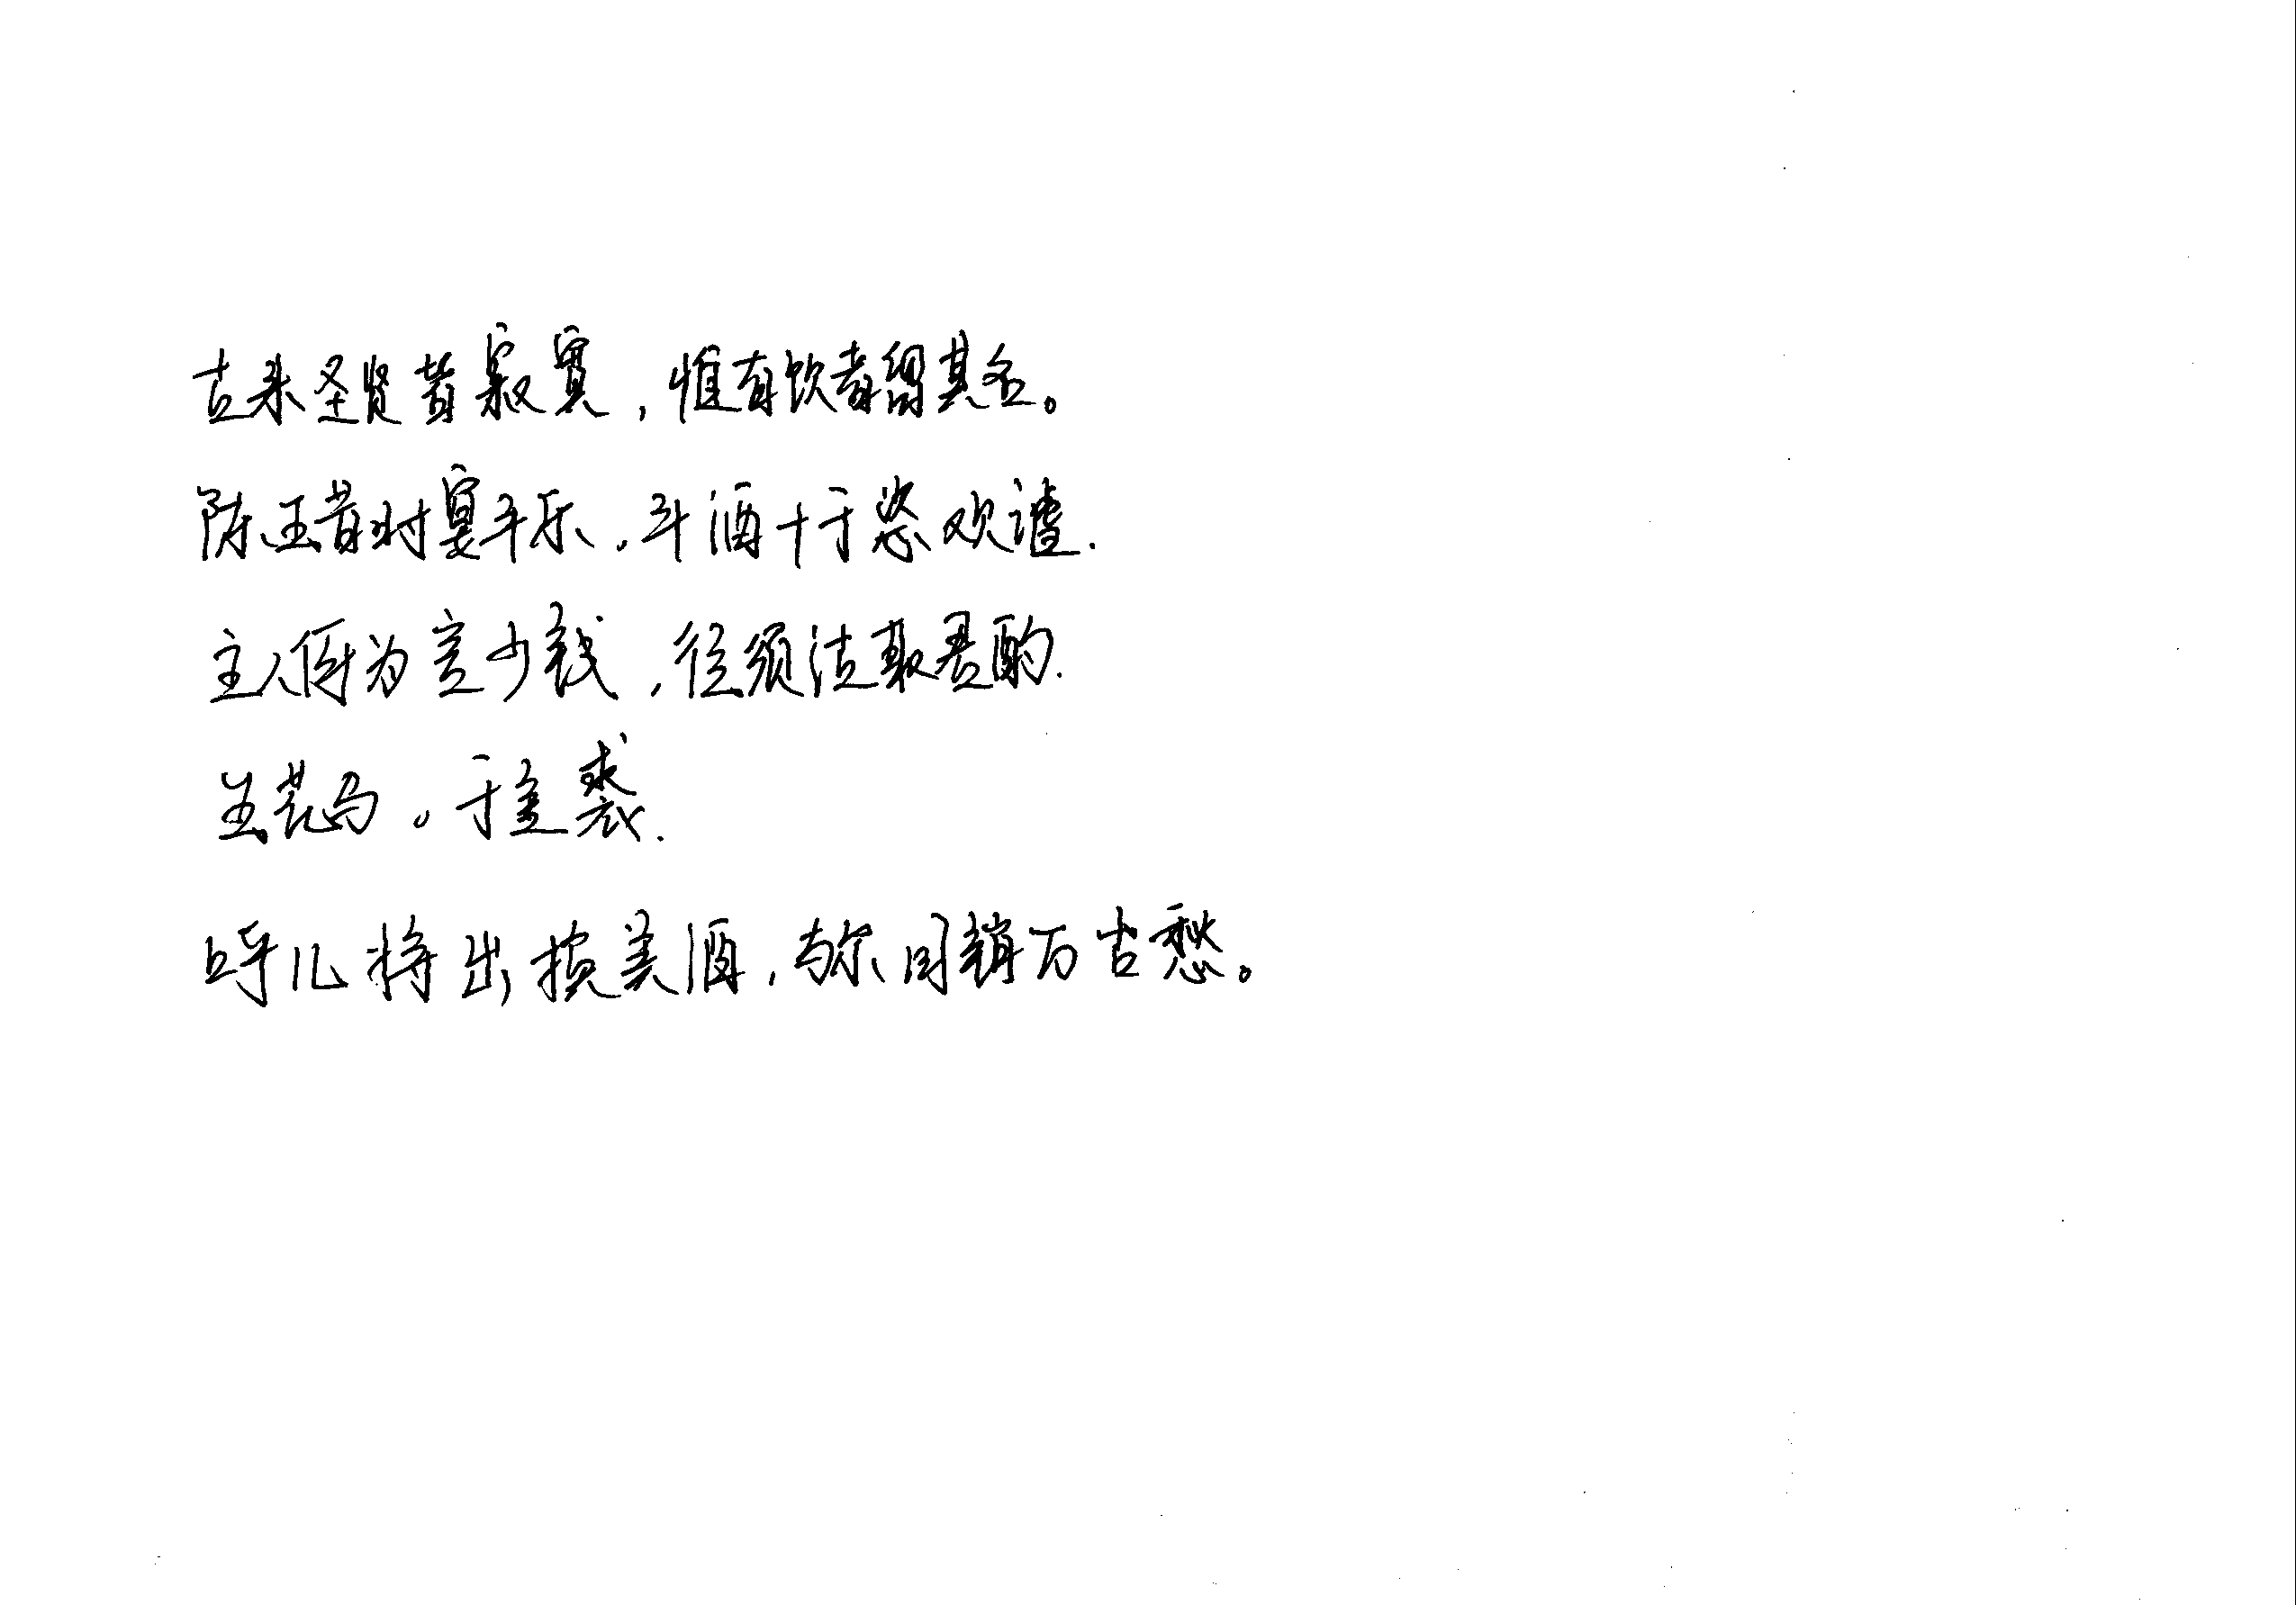 古来圣贤皆寂寞，惟有饮者留其名。
陈王昔时宴平乐，斗酒十千恣欢谑.
主人何为言少钱，径须沽取君酌.
五花马。千金裘.
呼儿将出换美酒，与尔同销万古愁。